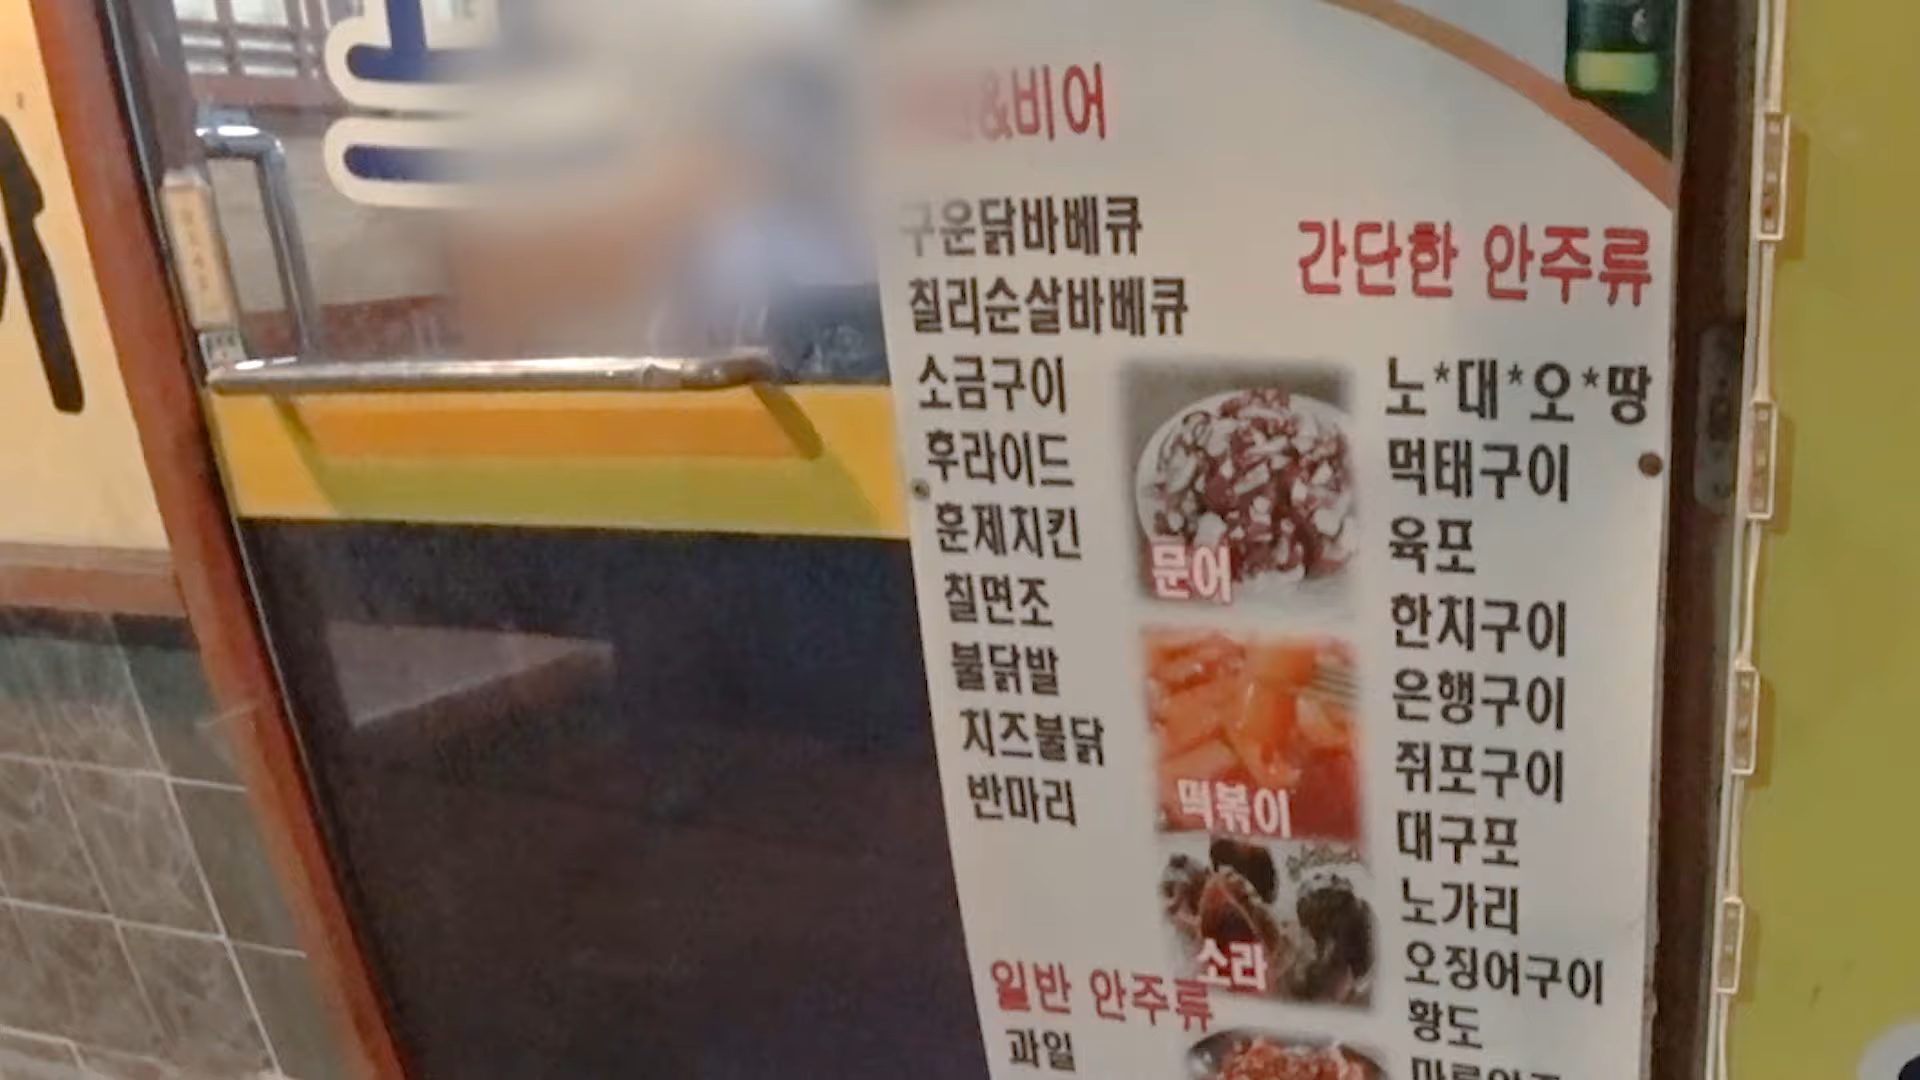 &비어
구운닭바베큐
칠리순살바베큐
소금구이
후라이드
훈제치킨
칠면조
불닭발
치즈불닭
반마리
간단한 안주류
노*대*오*땅
먹태구이
육포
한치구이
은행구이
쥐포구이
대구포
노가리
오징어구이
황도
문어
떡볶이
소라
일반 안주류
과일